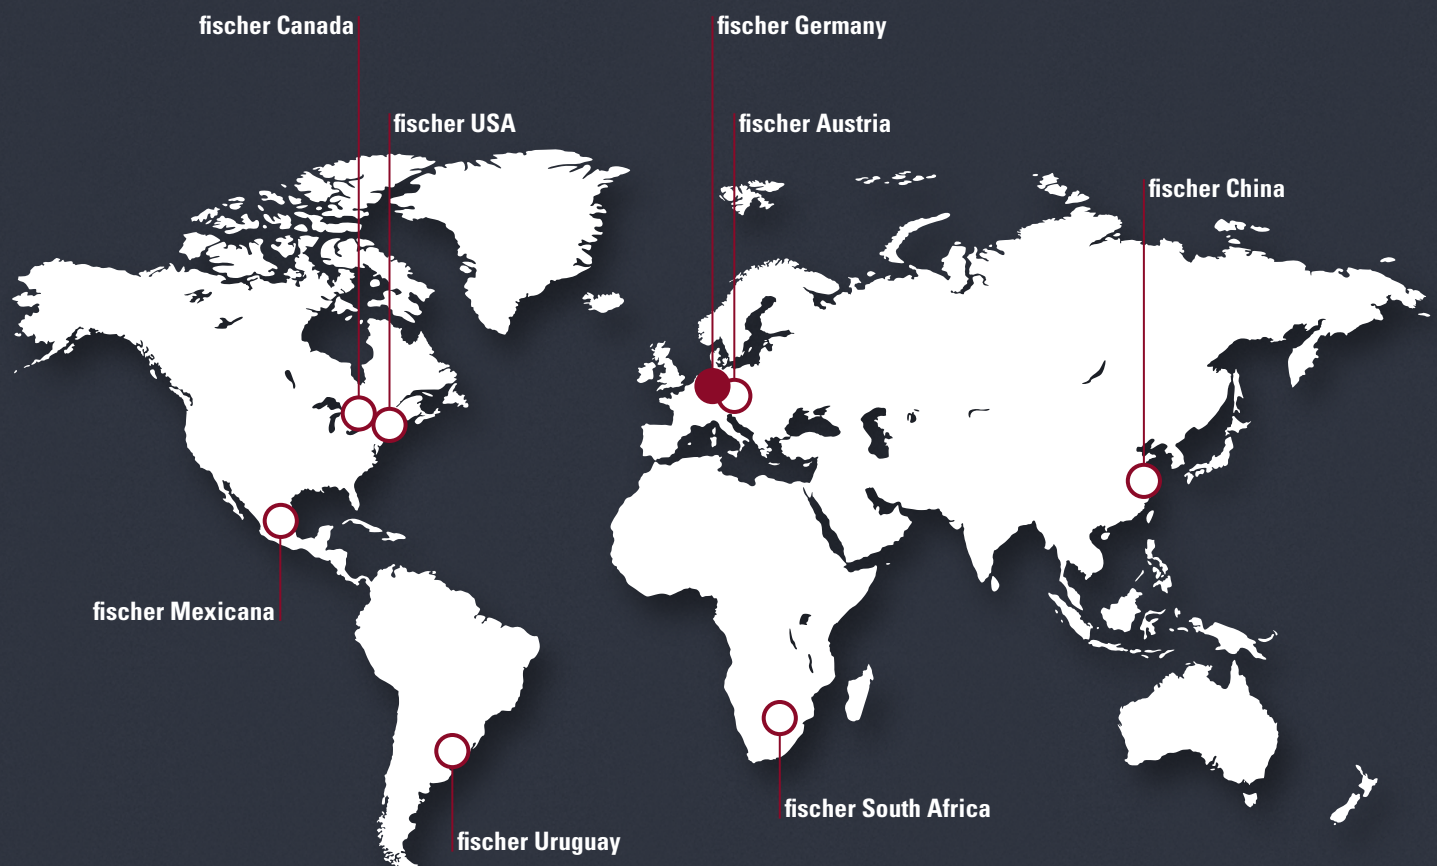 fischer Canada
fischer Germany
fischer USA
fischer Austria
fischer China
fischer Mexicana
fischer South Africa
fischer Uruguay